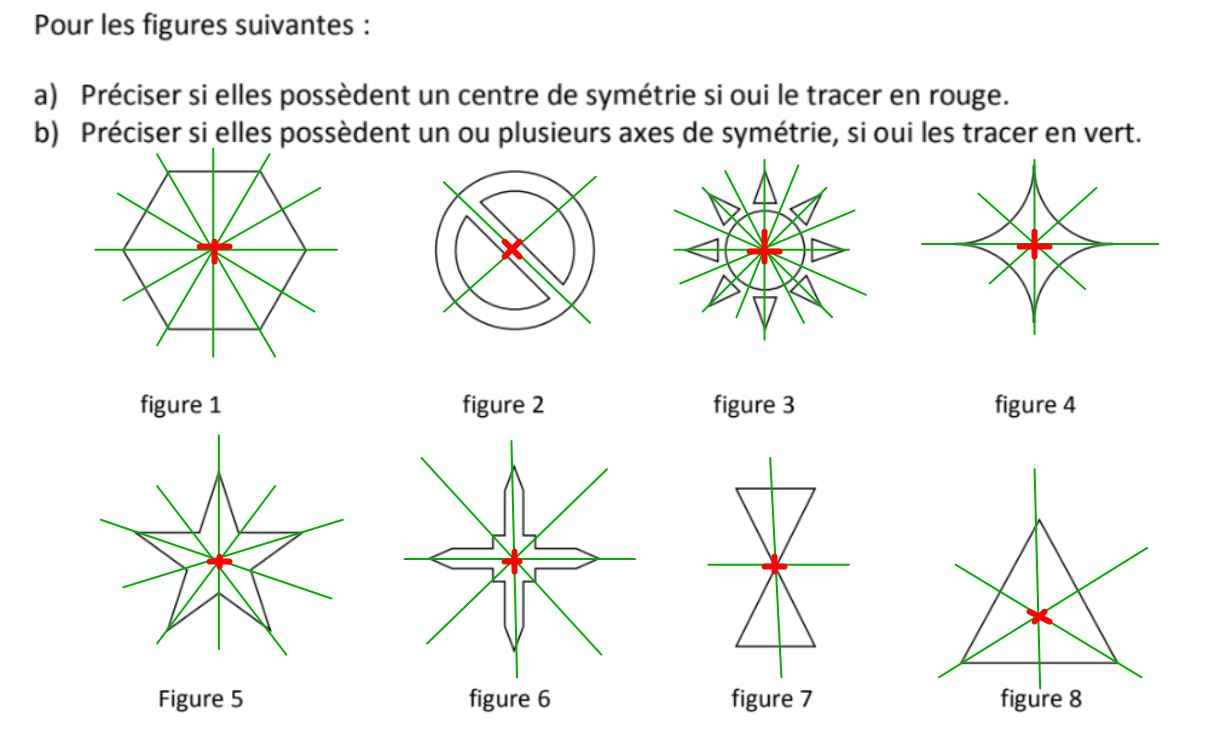 Pour les figures suivantes :
a) Préciser si elles possèdent un centre de symétrie si oui le tracer en rouge.
b) Préciser si elles possèdent un ou plusieurs axes de symétrie, si oui les tracer en vert.
figure 1 figure 2 figure 3 figure 4
Figure 5 figure 6 figure 7 figure 8